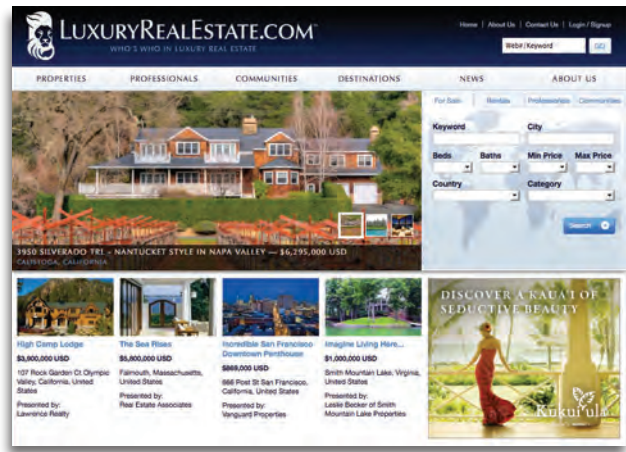 LUXURYREALESTATE.COM™
WHO'S WHO IN LUXURY REAL ESTATE
Home | About Us | Contact Us | Login / Signup
Web# /Keyword
GO
PROPERTIES PROFESSIONALS COMMUNITIES DESTINATIONS NEWS ABOUT US
For Sale Rentals Professionals Communities
Keyword City
Beds Baths Min Price Max Price
Country Category
Search
3950 SILVERADO TRL - NANTUCKET STYLE IN NAPA VALLEY — $6,295,000 USD
CALISTOGA, CALIFORNIA
High Camp Lodge
$3,900,000 USD
107 Rock Garden Ct Olympic
Valley, California, United
States
Presented by:
Lawrence Realty
The Sea Rises
$5,800,000 USD
Falmouth, Massachusetts,
United States
Presented by:
Real Estate Associates
Incredible San Francisco
Downtown Penthouse
$869,000 USD
666 Post St San Francisco,
California, United States
Presented by:
Vanguard Properties
Imagine Living Here...
$1,000,000 USD
Smith Mountain Lake, Virginia,
United States
Presented by:
Leslie Becker of Smith
Mountain Lake Properties
DISCOVER A KAUA'I OF
SEDUCTIVE BEAUTY
Kukui'ula